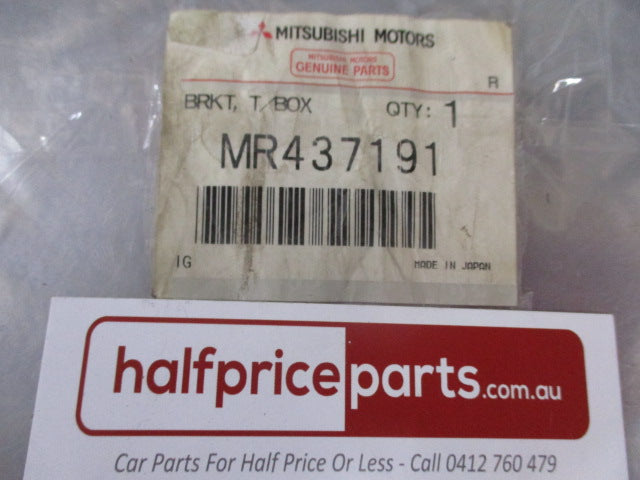 MITSUBISHI MOTORS
MITSUBISHI MOTORS
GENUINE PARTS
R
BRKT, T/BOX QTY: 1
MR437191
IG MADE IN JAPAN
halfpriceparts.com.au
Car Parts For Half Price Or Less - Call 0412 760 479